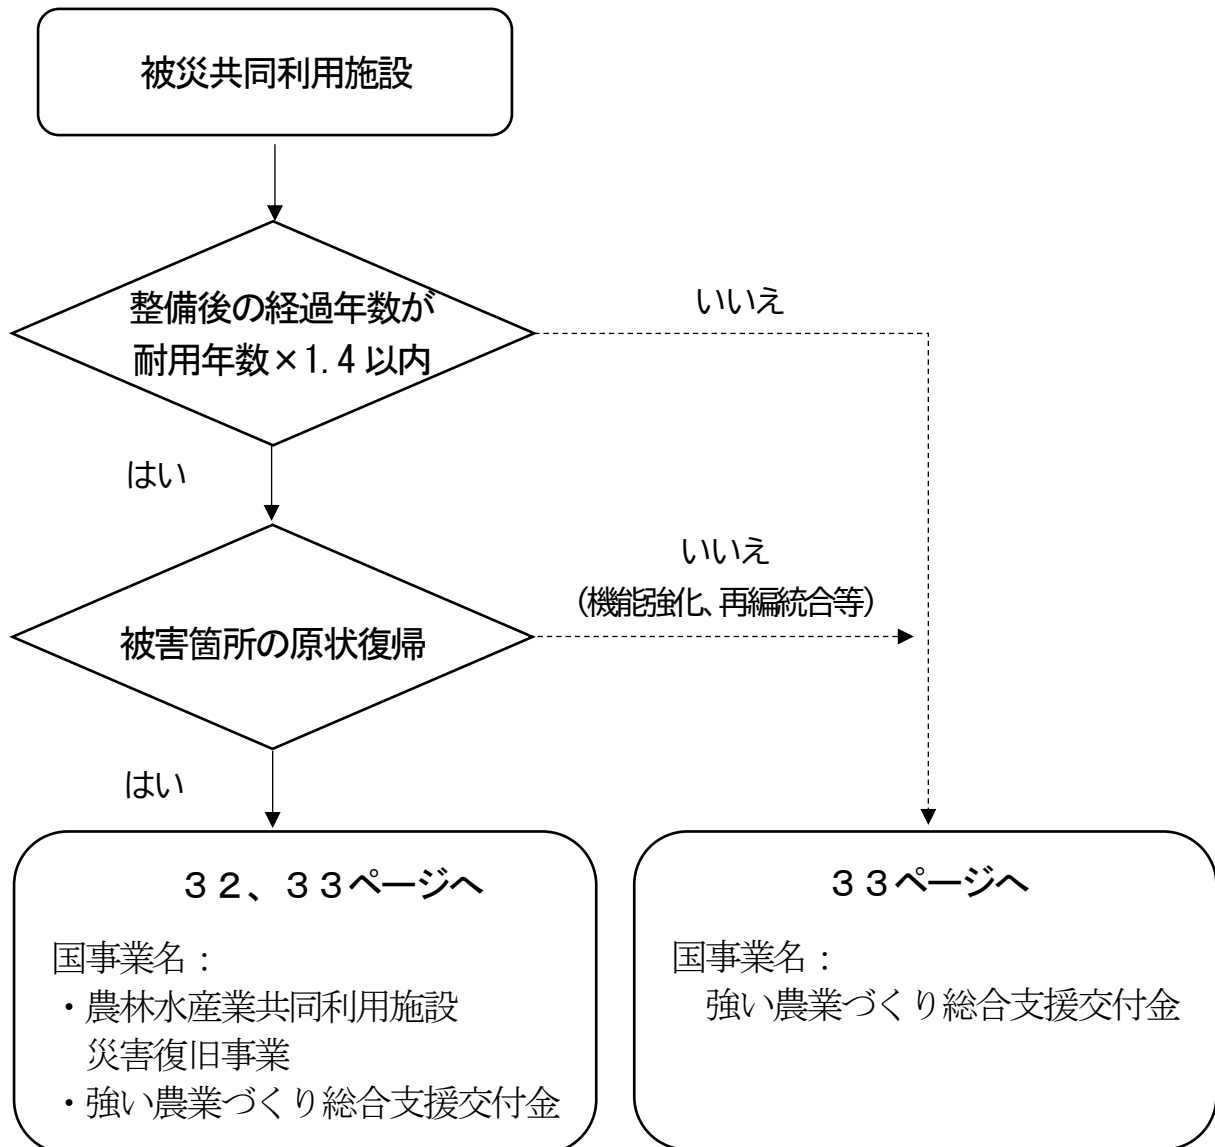 被災共同利用施設
整備後の経過年数が
耐用年数×1.4以内
いいえ
はい
被害箇所の原状復帰
いいえ
（機能強化、再編統合等）
はい
３２、３３ページへ
国事業名：
・農林水産業共同利用施設
災害復旧事業
・強い農業づくり総合支援交付金
３３ページへ
国事業名：
強い農業づくり総合支援交付金